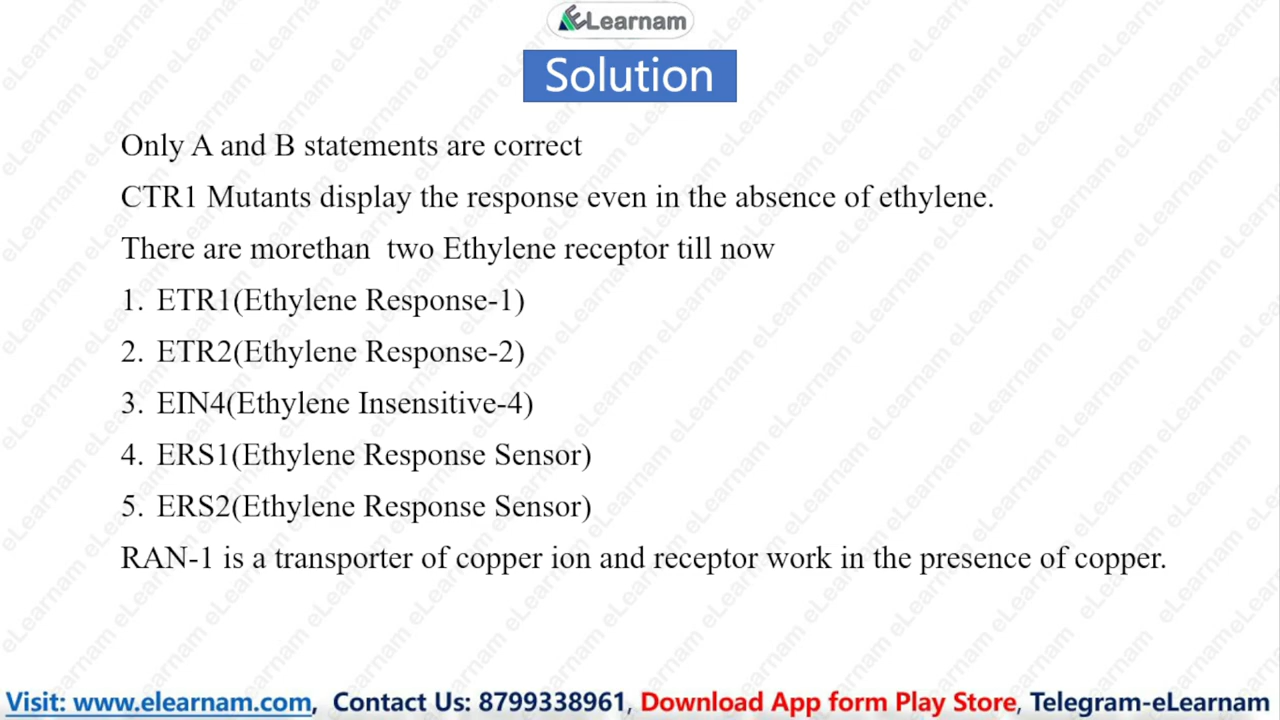 ELearnam
Solution
Only A and B statements are correct
CTR1 Mutants display the response even in the absence of ethylene.
There are morethan two Ethylene receptor till now
1. ETR1(Ethylene Response-1)
2. ETR2(Ethylene Response-2)
3. EIN4(Ethylene Insensitive-4)
4. ERS1(Ethylene Response Sensor)
5. ERS2(Ethylene Response Sensor)
RAN-1 is a transporter of copper ion and receptor work in the presence of copper.
Visit: www.elearnam.com, Contact Us: 8799338961, Download App form Play Store, Telegram-eLearnam